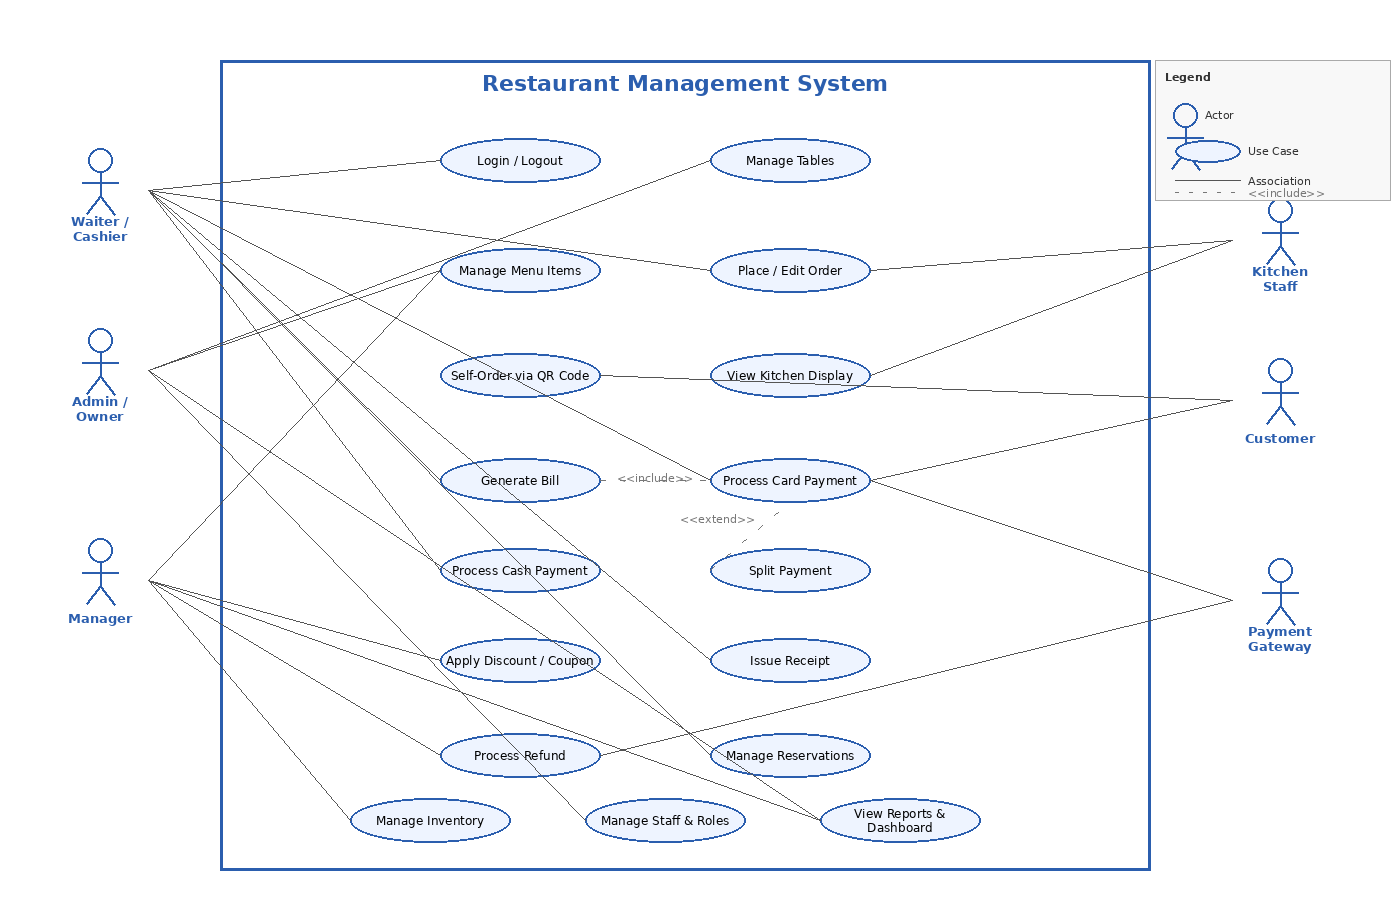 Restaurant Management System
Legend
Actor
Use Case
Association
<<include>>
Login / Logout
Manage Tables
Waiter /
Cashier
Manage Menu Items
Place / Edit Order
Kitchen
Staff
Self-Order via QR Code
View Kitchen Display
Admin /
Owner
Customer
Generate Bill
<<include>>
Process Card Payment
<<extend>>
Process Cash Payment
Split Payment
Manager
Payment
Gateway
Apply Discount / Coupon
Issue Receipt
Process Refund
Manage Reservations
Manage Inventory
Manage Staff & Roles
View Reports &
Dashboard